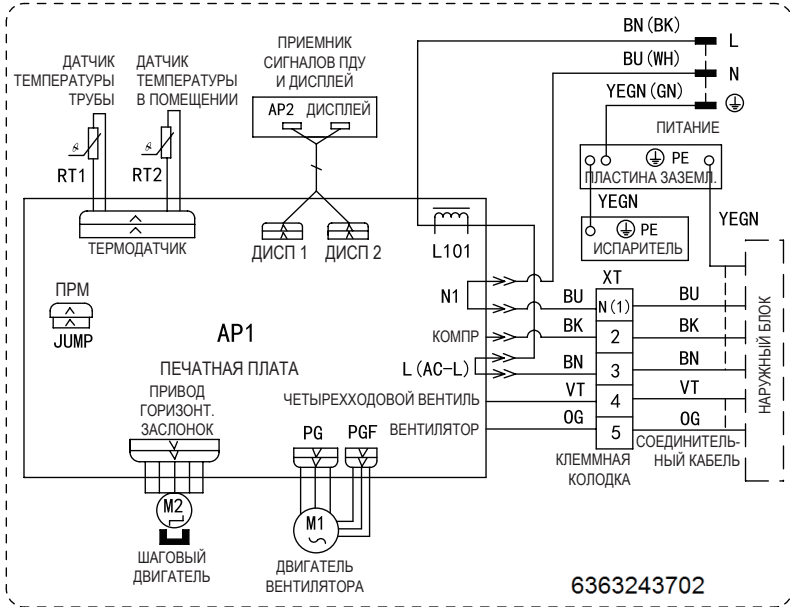 BN(BK)
L
BU(WH)
N
YEGN(GN)
ПИТАНИЕ
ДАТЧИК
ТЕМПЕРАТУРЫ
ТРУБЫ
ДАТЧИК
ТЕМПЕРАТУРЫ
В ПОМЕЩЕНИИ
ПРИЕМНИК
СИГНАЛОВ ПДУ
И ДИСПЛЕЙ
AP2 ДИСПЛЕЙ
RT1
RT2
PE
ПЛАСТИНА ЗАЗЕМЛ.
YEGN
PE
ИСПАРИТЕЛЬ
YEGN
ТЕРМОДАТЧИК
ДИСП 1
ДИСП 2
L101
ПРМ
JUMP
AP1
ПЕЧАТНАЯ ПЛАТА
N1
КОМПР
L(AC-L)
ЧЕТЫРЕХХОДОВОЙ ВЕНТИЛЬ
ВЕНТИЛЯТОР
XT
BU
N(1)
BU
BK
2
BK
BN
3
BN
VT
4
VT
OG
5
OG
КЛЕММНАЯ
КОЛОДКА
СОЕДИНИТЕЛЬ-
НЫЙ КАБЕЛЬ
НАРУЖНЫЙ БЛОК
ПРИВОД
ГОРИЗОНТ.
ЗАСЛОНОК
M2
ШАГОВЫЙ
ДВИГАТЕЛЬ
PG
PGF
M1
ДВИГАТЕЛЬ
ВЕНТИЛЯТОРА
6363243702